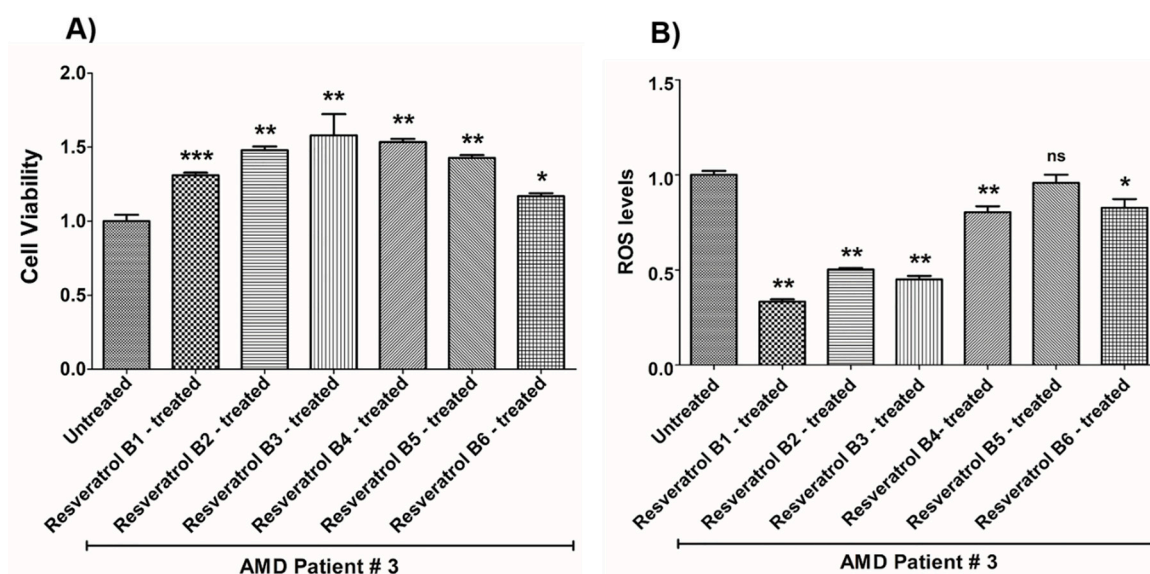 A)
Cell Viability
2.0
1.5
1.0
0.5
0.0
***
**
**
**
**
*
Untreated
Resveratrol B1 - treated
Resveratrol B2 - treated
Resveratrol B3 - treated
Resveratrol B4 - treated
Resveratrol B5 - treated
Resveratrol B6 - treated
AMD Patient # 3
B)
ROS levels
1.5
1.0
0.5
0.0
**
**
**
**
ns
*
Untreated
Resveratrol B1 - treated
Resveratrol B2 - treated
Resveratrol B3 - treated
Resveratrol B4- treated
Resveratrol B5 - treated
Resveratrol B6 - treated
AMD Patient # 3